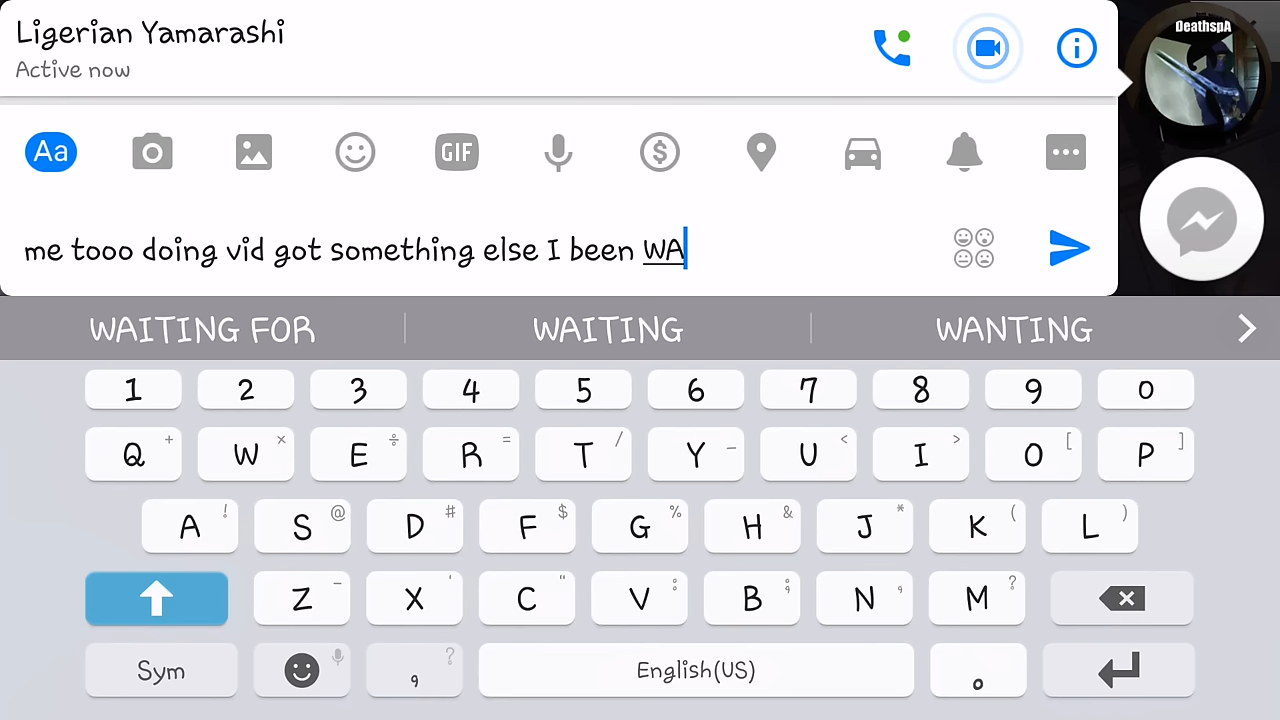 Ligerian Yamarashi
Active now
DeathspA
Aa
GIF
me tooo doing vid got something else I been WA
WAITING FOR
WAITING
WANTING
1 2 3 4 5 6 7 8 9 0
Q + W × E ÷ R = T / Y _ U < I > O [ P ]
A ! S @ D # F $ G % H & J * K ( L )
Z - X ' C " V : B ; N , M ?
Sym , ? English(US) .